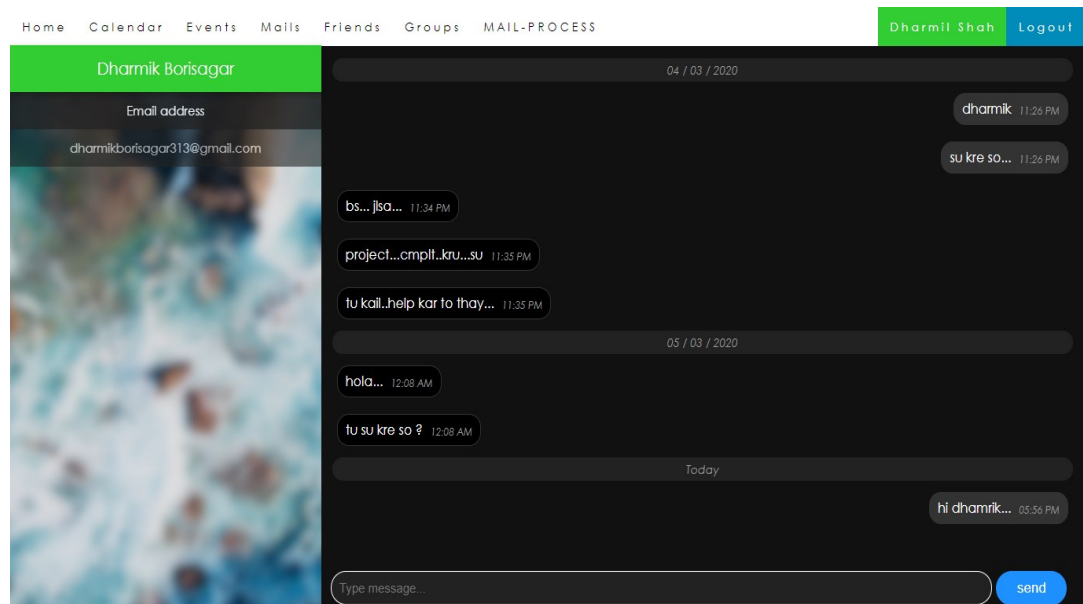 Home Calendar Events Mails Friends Groups MAIL-PROCESS Dharmil Shah Logout
Dharmik Borisagar
Email address
dharmikborisagar313@gmail.com
04 / 03 / 2020
dharmik 11:26 PM
su kre so... 11:26 PM
bs... jlsa... 11:34 PM
project...cmplt..kru...su 11:35 PM
tu kail..help kar to thay... 11:35 PM
05 / 03 / 2020
hola... 12:08 AM
tu su kre so ? 12:08 AM
Today
hi dhamrik... 05:56 PM
Type message... send